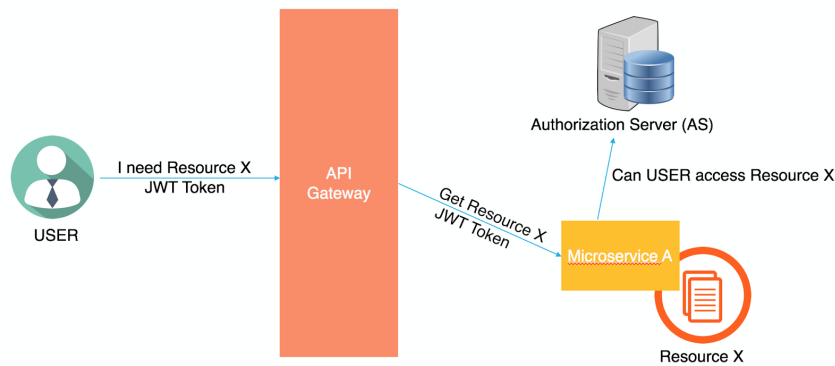 I need Resource X
JWT Token
USER
API
Gateway
Get Resource X
JWT Token
Authorization Server (AS)
Can USER access Resource X
Microservice A
Resource X